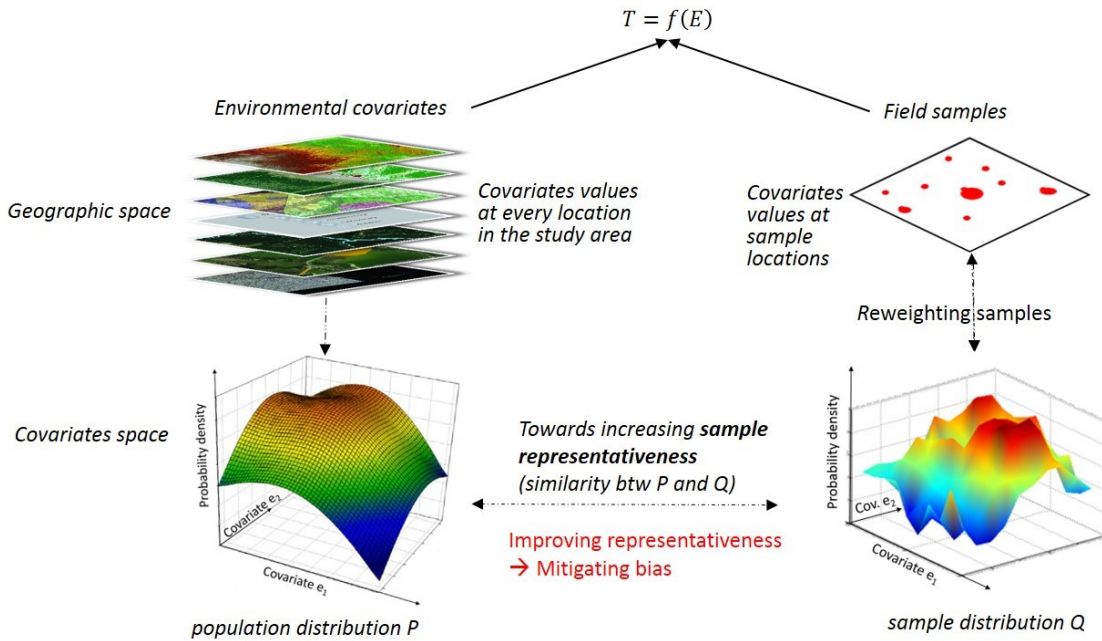 T = f(E)
Environmental covariates
Field samples
Geographic space
Covariates values
at every location
in the study area
Covariates
values at
sample
locations
Reweighting samples
Covariates space
Probability density
Covariate e2
Covariate e1
Towards increasing sample
representativeness
(similarity btw P and Q)
Improving representativeness
→ Mitigating bias
Probability density
Cov. e2
Covariate e1
population distribution P
sample distribution Q